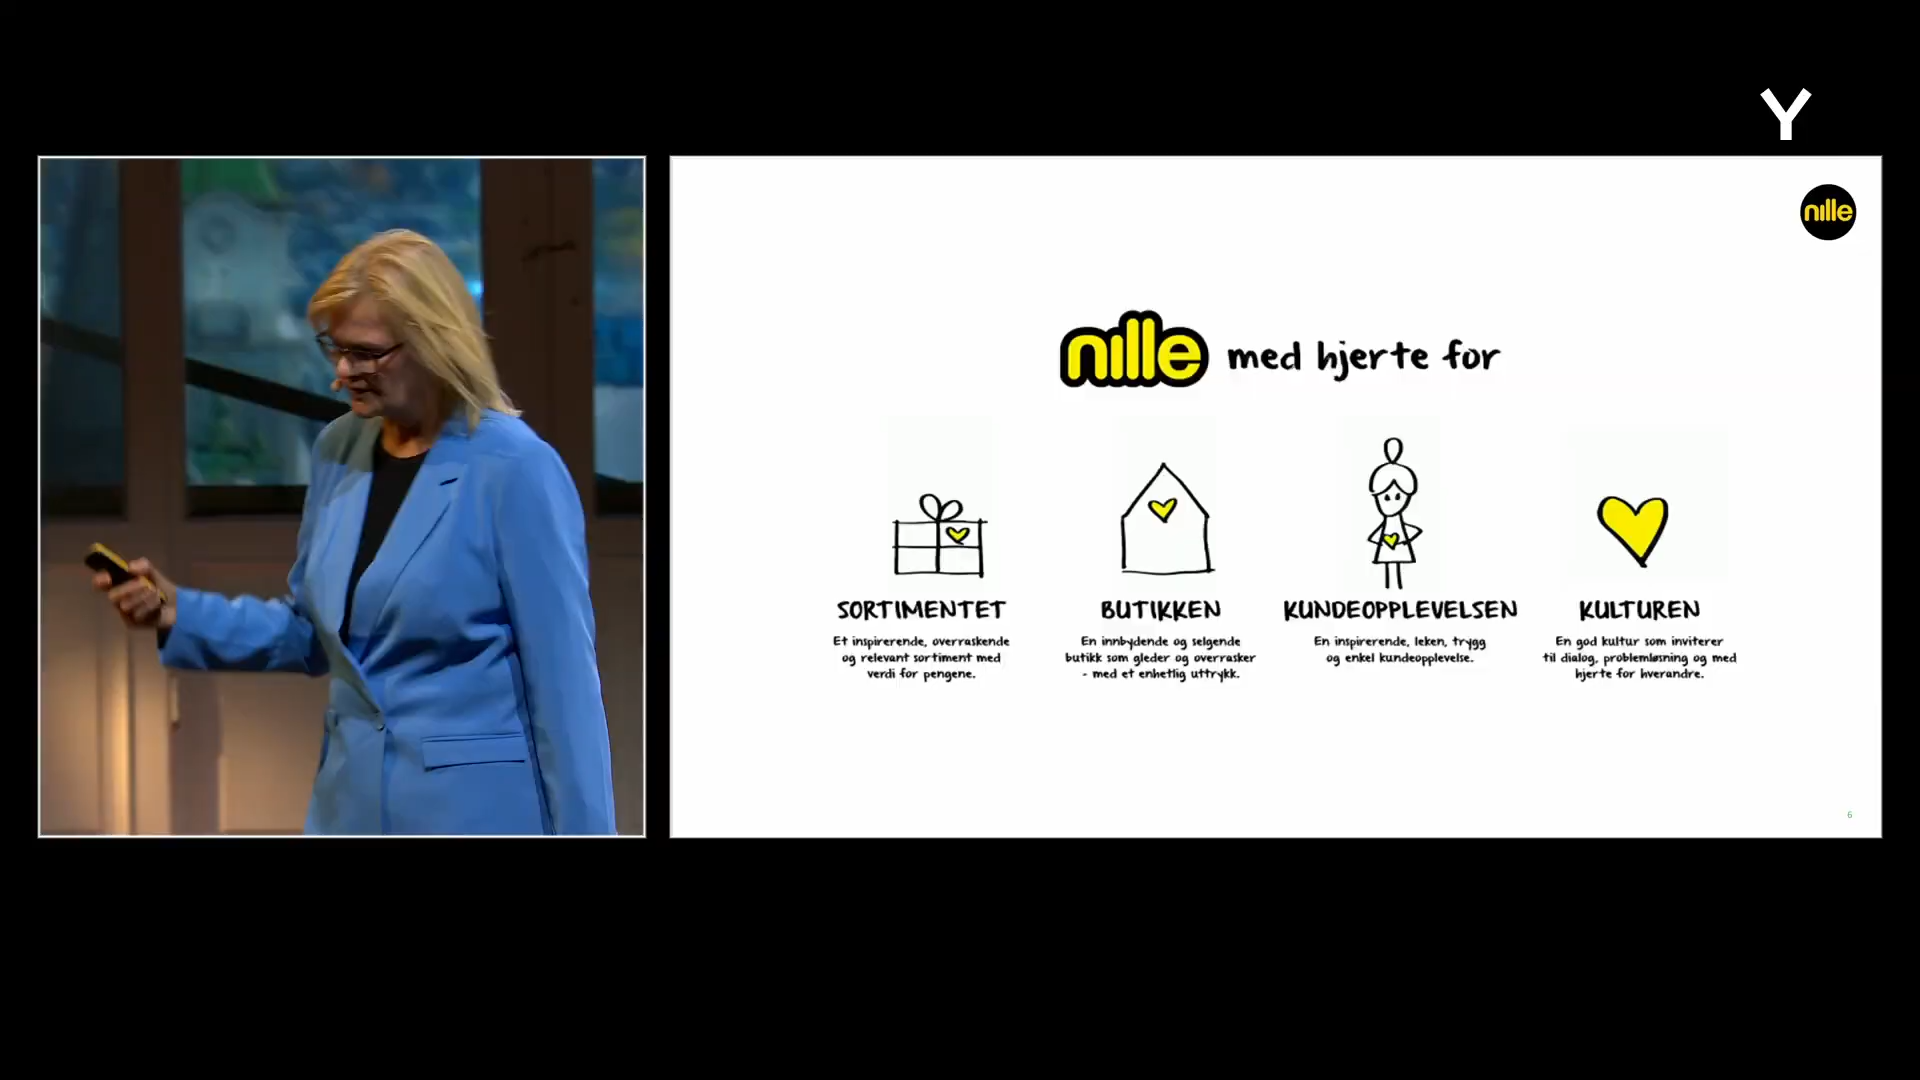 Y
nille
nille med hjerte for
SORTIMENTET
Et inspirerende, overraskende
og relevant sortiment med
verdi for pengene.
BUTIKKEN
En innbydende og selgende
butikk som gleder og overrasker
- med et enhetlig uttrykk.
KUNDEOPPLEVELSEN
En inspirerende, leken, trygg
og enkel kundeopplevelse.
KULTUREN
En god kultur som inviterer
til dialog, problemløsning og med
hjerte for hverandre.
6